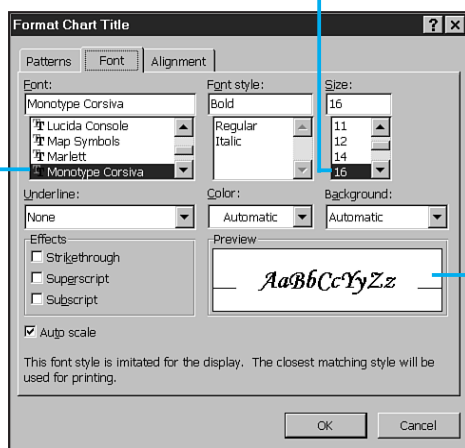 Format Chart Title
Patterns Font Alignment
Font: Font style: Size:
Monotype Corsiva Bold 16
Lucida Console Regular 11
Map Symbols Italic 12
Marlett 14
Monotype Corsiva 16
Underline: Color: Background:
None Automatic Automatic
Effects Preview
Strikethrough
Superscript AaBbCcYyZz
Subscript
Auto scale
This font style is imitated for the display. The closest matching style will be
used for printing.
OK Cancel